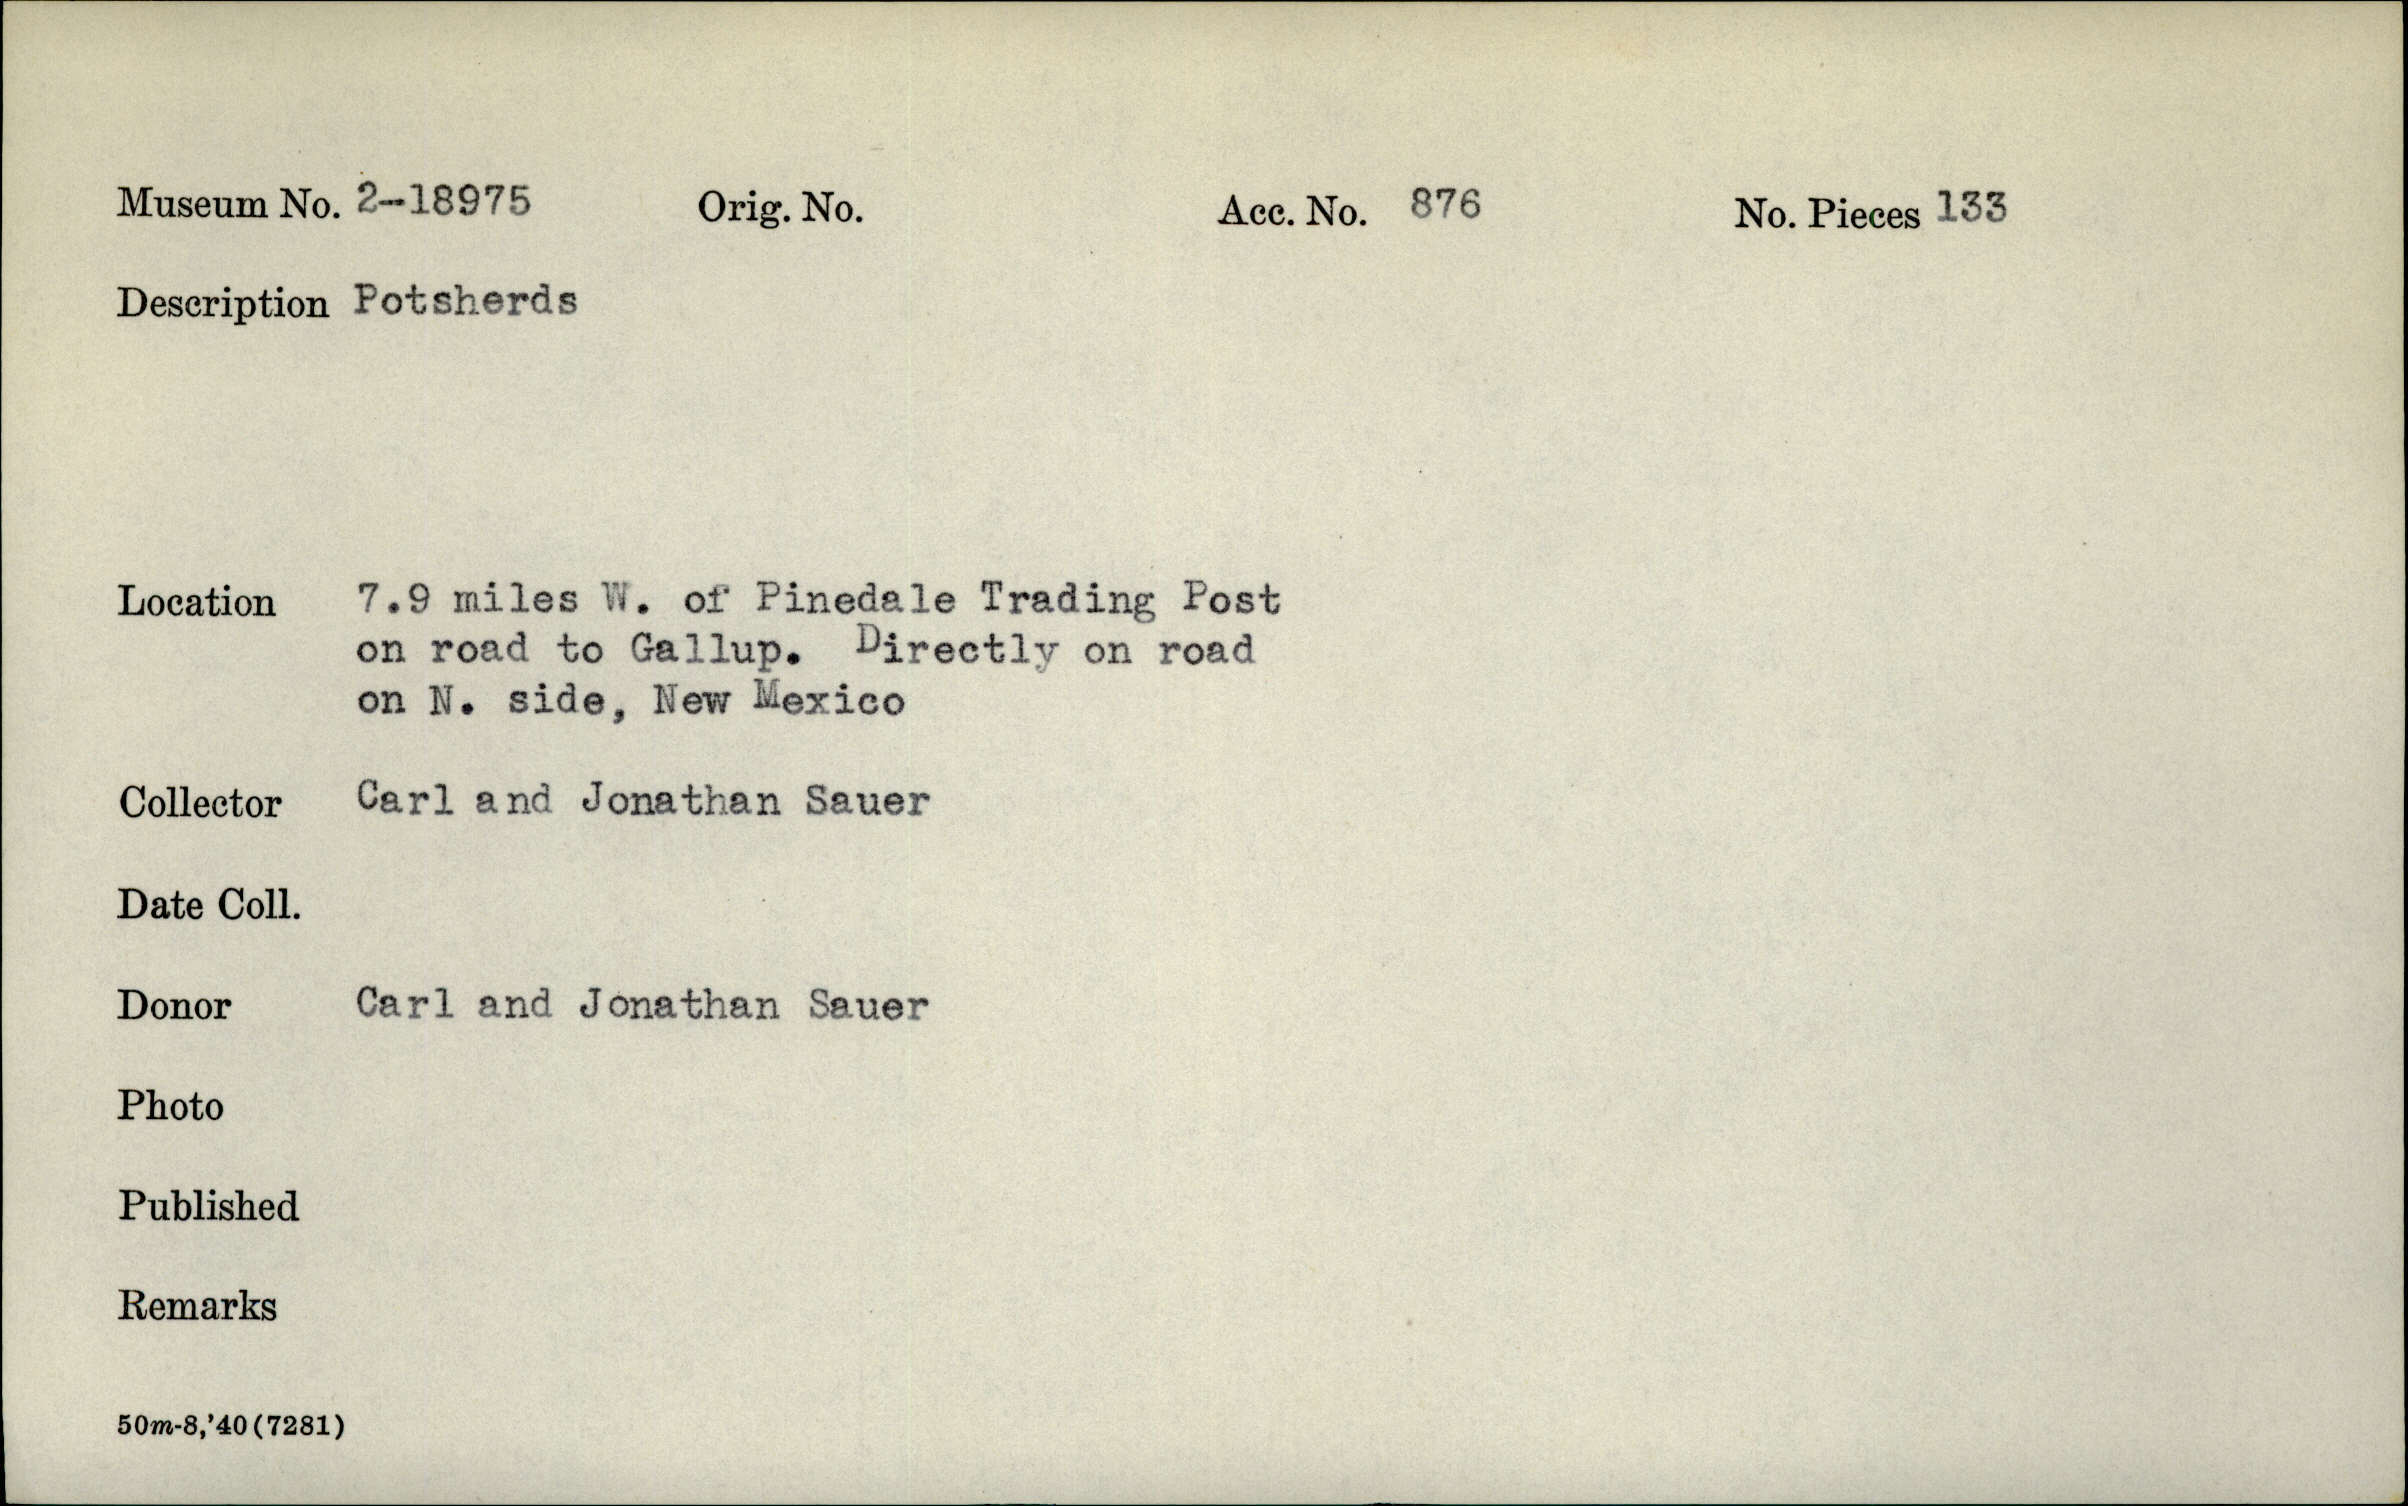 Museum No. 2-18975 Orig. No. Acc. No. 876 No. Pieces 133
Description Potsherds
Location 7.9 miles W. of Pinedale Trading Post
on road to Gallup. Directly on road
on N. side, New Mexico
Collector Carl and Jonathan Sauer
Date Coll.
Donor Carl and Jonathan Sauer
Photo
Published
Remarks
50m-8,'40(7281)